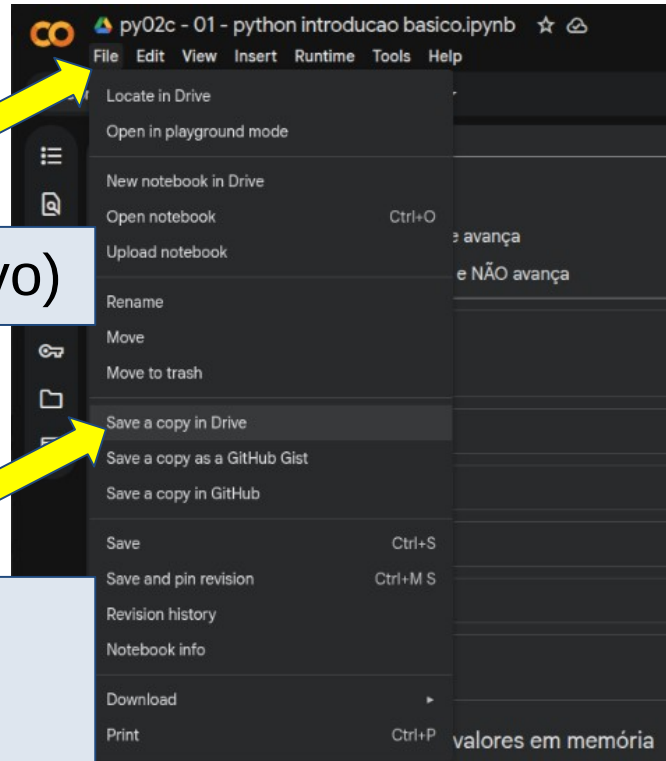 CO
py02c - 01 - python introducao basico.ipynb
File Edit View Insert Runtime Tools Help
Locate in Drive
Open in playground mode
New notebook in Drive
Open notebook Ctrl+O
e avança
Upload notebook
e NÃO avança
vo)
Rename
Move
Move to trash
Save a copy in Drive
Save a copy as a GitHub Gist
Save a copy in GitHub
Save Ctrl+S
Save and pin revision Ctrl+M S
Revision history
Notebook info
Download
Print Ctrl+P
valores em memória